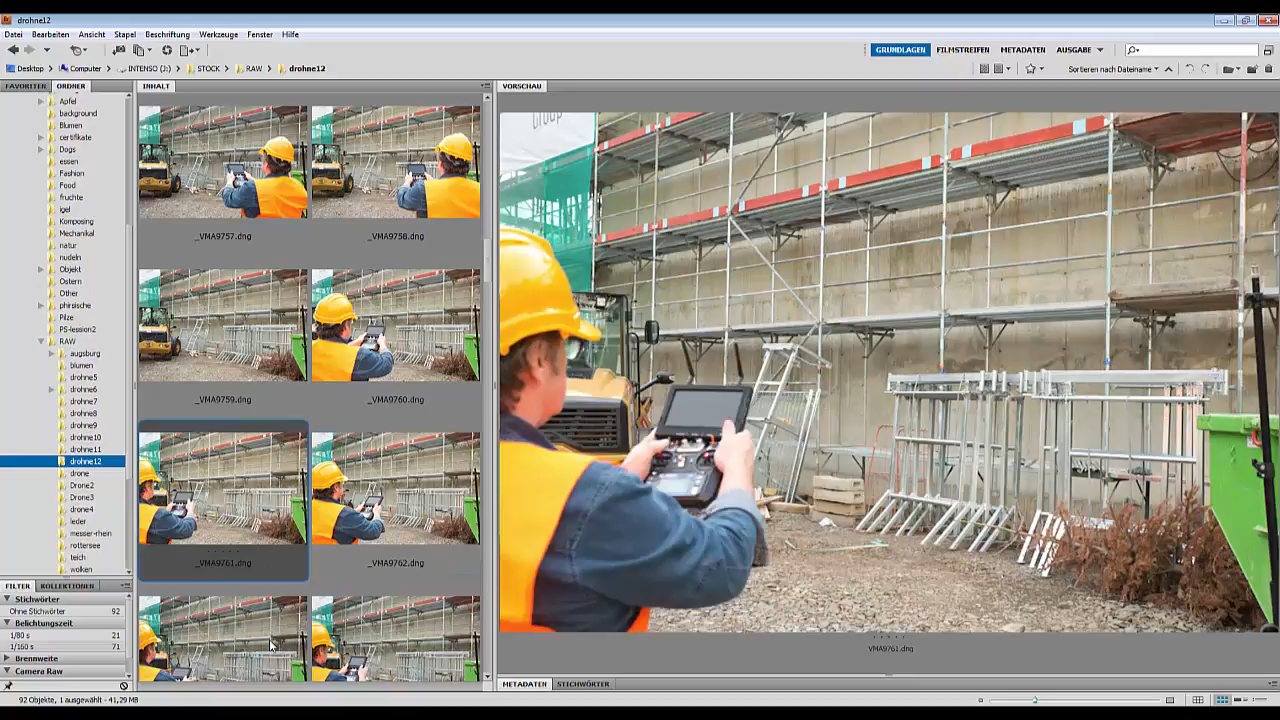 drohne12
Datei Bearbeiten Ansicht Stapel Beschriftung Werkzeuge Fenster Hilfe
GRUNDLAGEN FILMSTREIFEN METADATEN AUSGABE
Desktop Computer INTENSO (J:) STOCK RAW drohne12
Sortieren nach Dateiname
FAVORITEN ORDNER
INHALT
VORSCHAU
Apfel
background
Blumen
certifikate
Dogs
essen
Fashion
Food
fruchte
igel
Komposing
Mechanikal
natur
nudeln
Objekt
Ostern
Other
phirsische
Pilze
PS-lession2
RAW
augsburg
blumen
drohne5
drohne6
drohne7
drohne8
drohne9
drohne10
drohne11
drohne12
drone
Drone2
Drone3
drone4
leder
messer-rhein
rottersee
teich
wolken
_VMA9757.dng _VMA9758.dng
_VMA9759.dng _VMA9760.dng
_VMA9761.dng _VMA9762.dng
Group
_VMA9761.dng
FILTER KOLLEKTIONEN
Stichwörter
Ohne Stichwörter 92
Belichtungszeit
1/80 s 21
1/160 s 71
Brennweite
Camera Raw
METADATEN STICHWÖRTER
92 Objekte, 1 ausgewählt - 41,29 MB